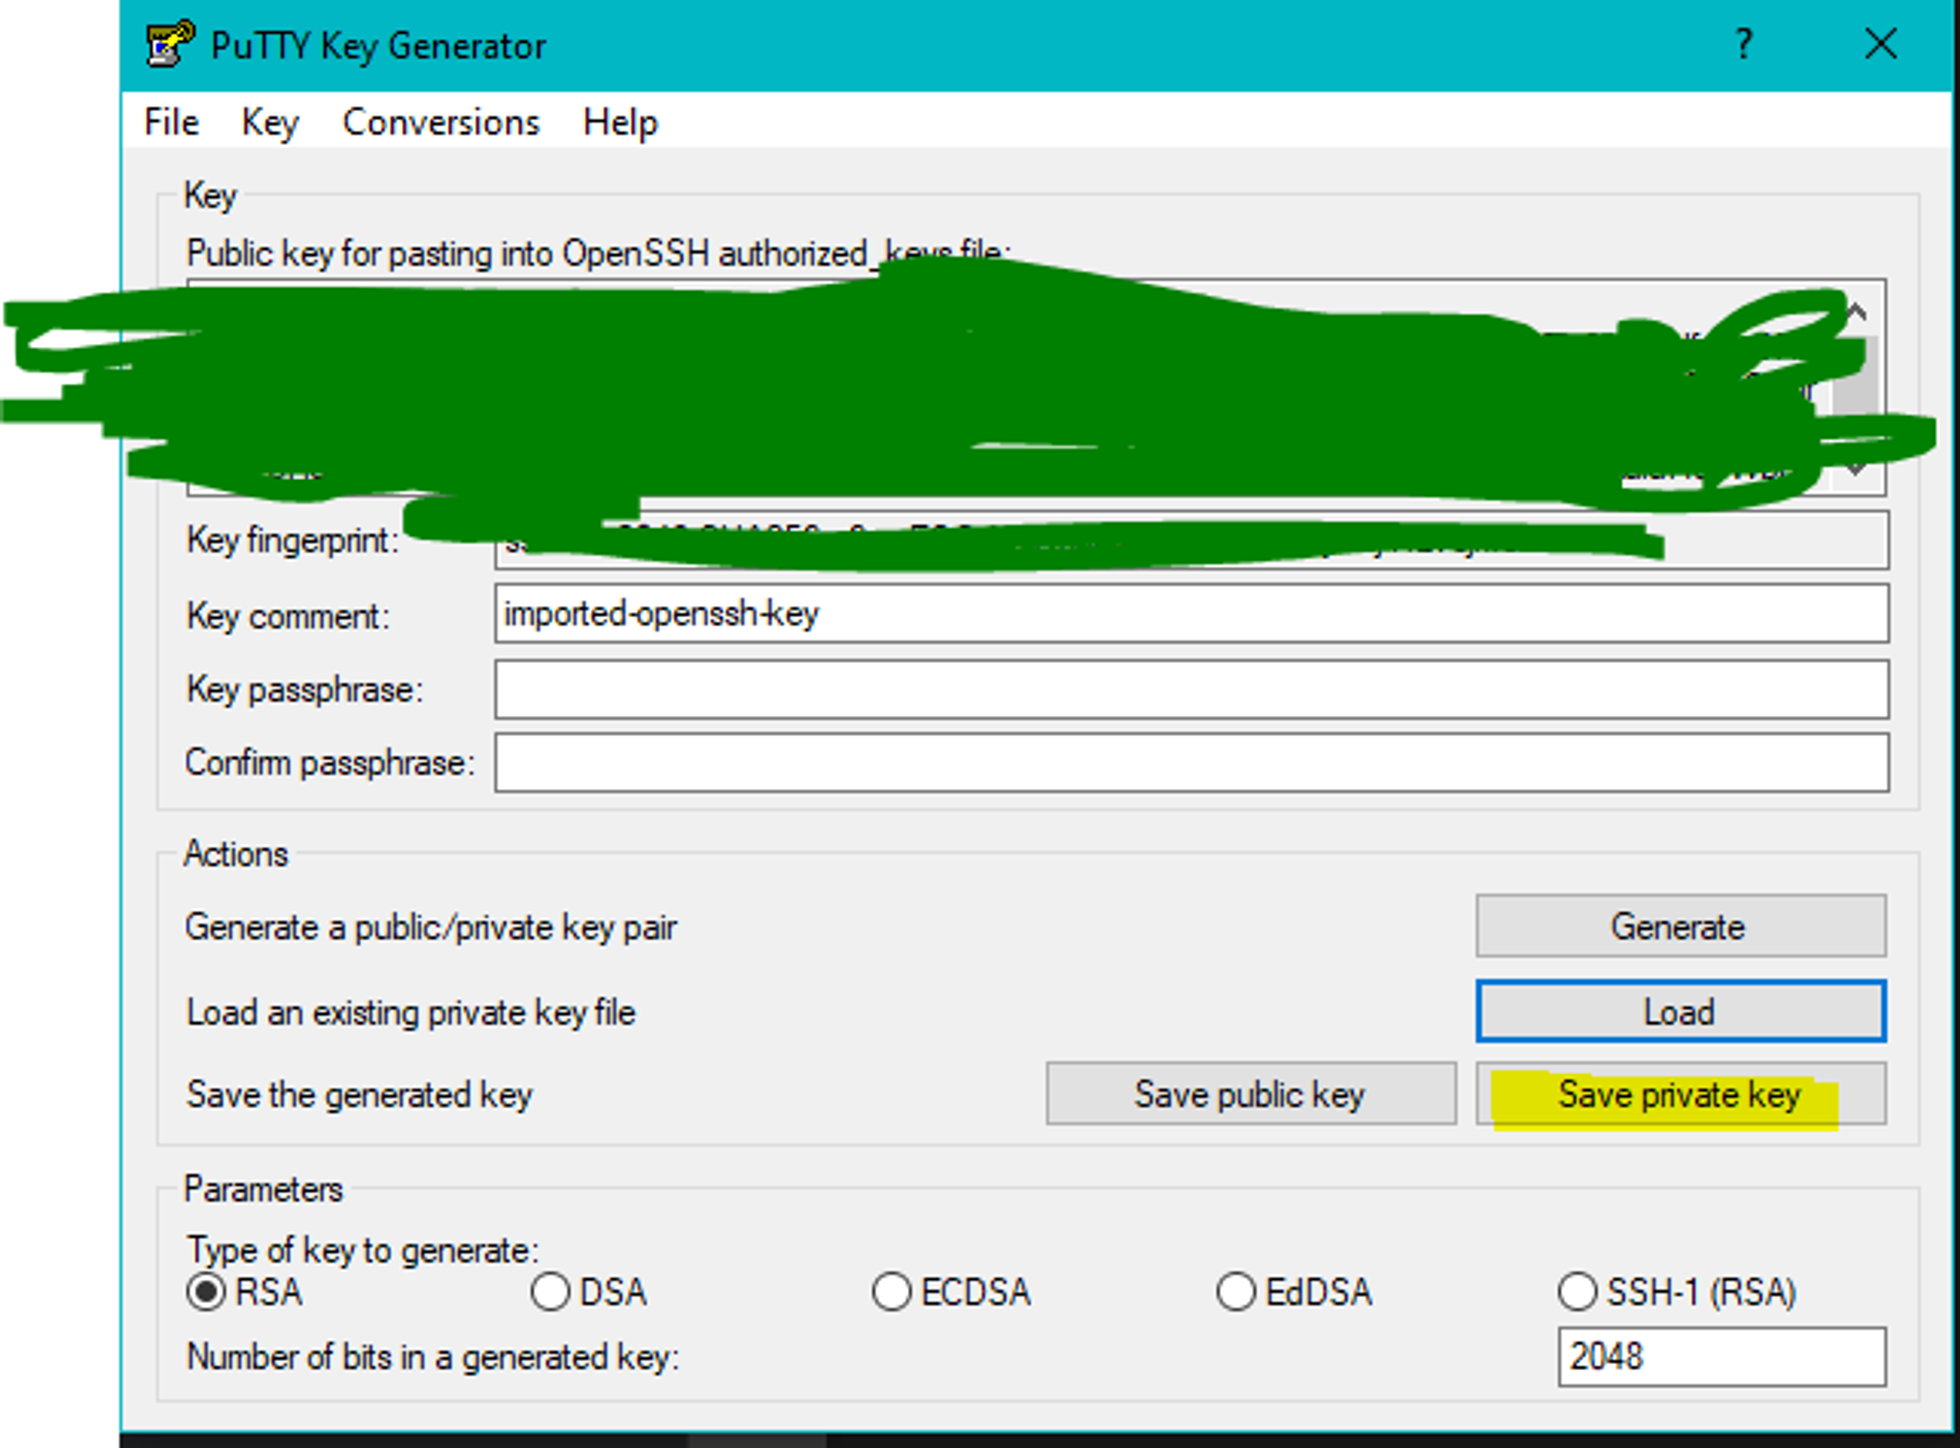 PuTTY Key Generator ?
File Key Conversions Help
Key
Public key for pasting into OpenSSH authorized_keys file:
Key fingerprint:
Key comment: imported-openssh-key
Key passphrase:
Confirm passphrase:
Actions
Generate a public/private key pair Generate
Load an existing private key file Load
Save the generated key Save public key Save private key
Parameters
Type of key to generate:
RSA DSA ECDSA EdDSA SSH-1 (RSA)
Number of bits in a generated key: 2048